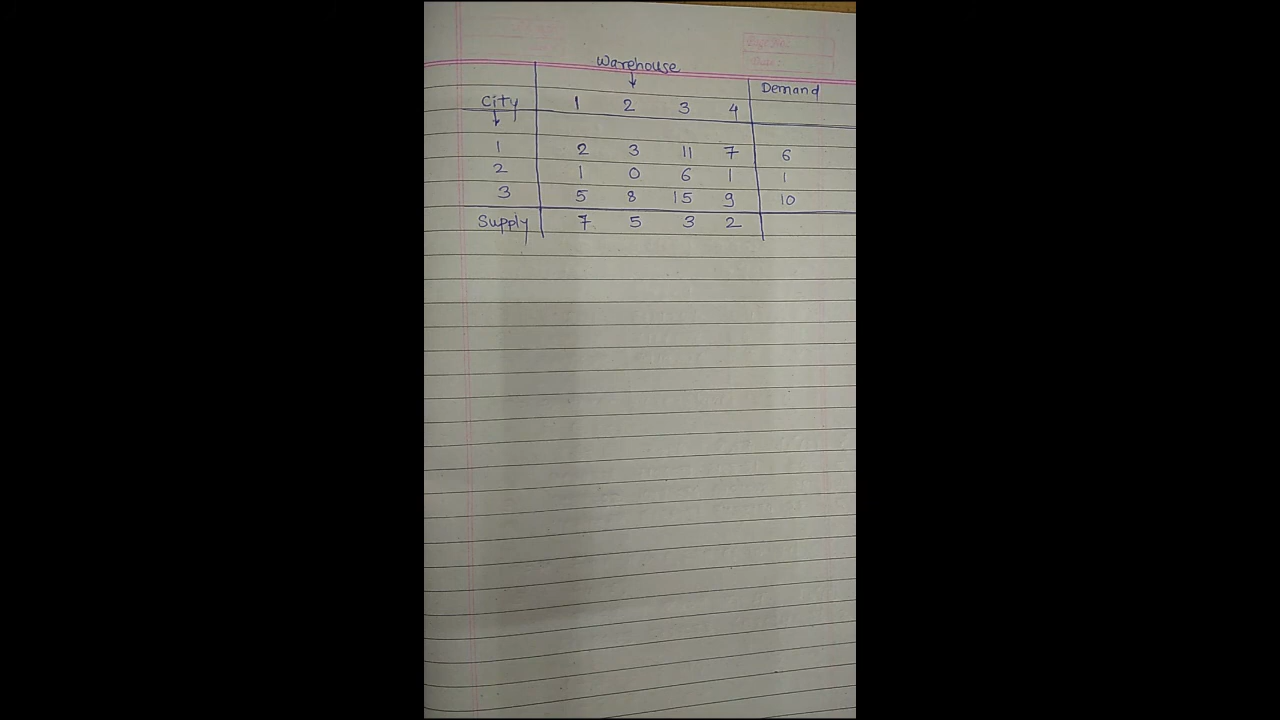 Warehouse
↓
City 1 2 3 4 Demand
↓
1 2 3 11 7 6
2 1 0 6 1 1
3 5 8 15 9 10
Supply 7 5 3 2